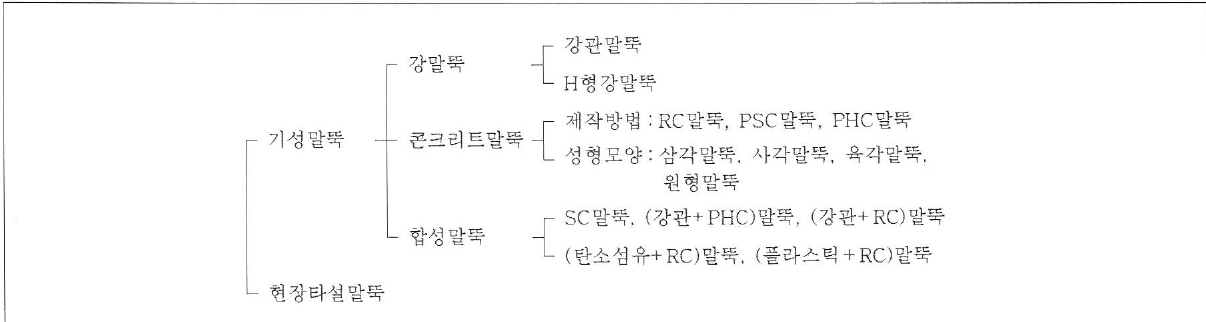 강관말뚝
강말뚝
H형강말뚝
제작방법 : RC말뚝, PSC말뚝, PHC말뚝
기성말뚝
콘크리트말뚝
성형모양 : 삼각말뚝, 사각말뚝, 육각말뚝,
원형말뚝
SC말뚝, (강관+PHC)말뚝, (강관+RC)말뚝
합성말뚝
(탄소섬유+RC)말뚝, (플라스틱+RC)말뚝
현장타설말뚝